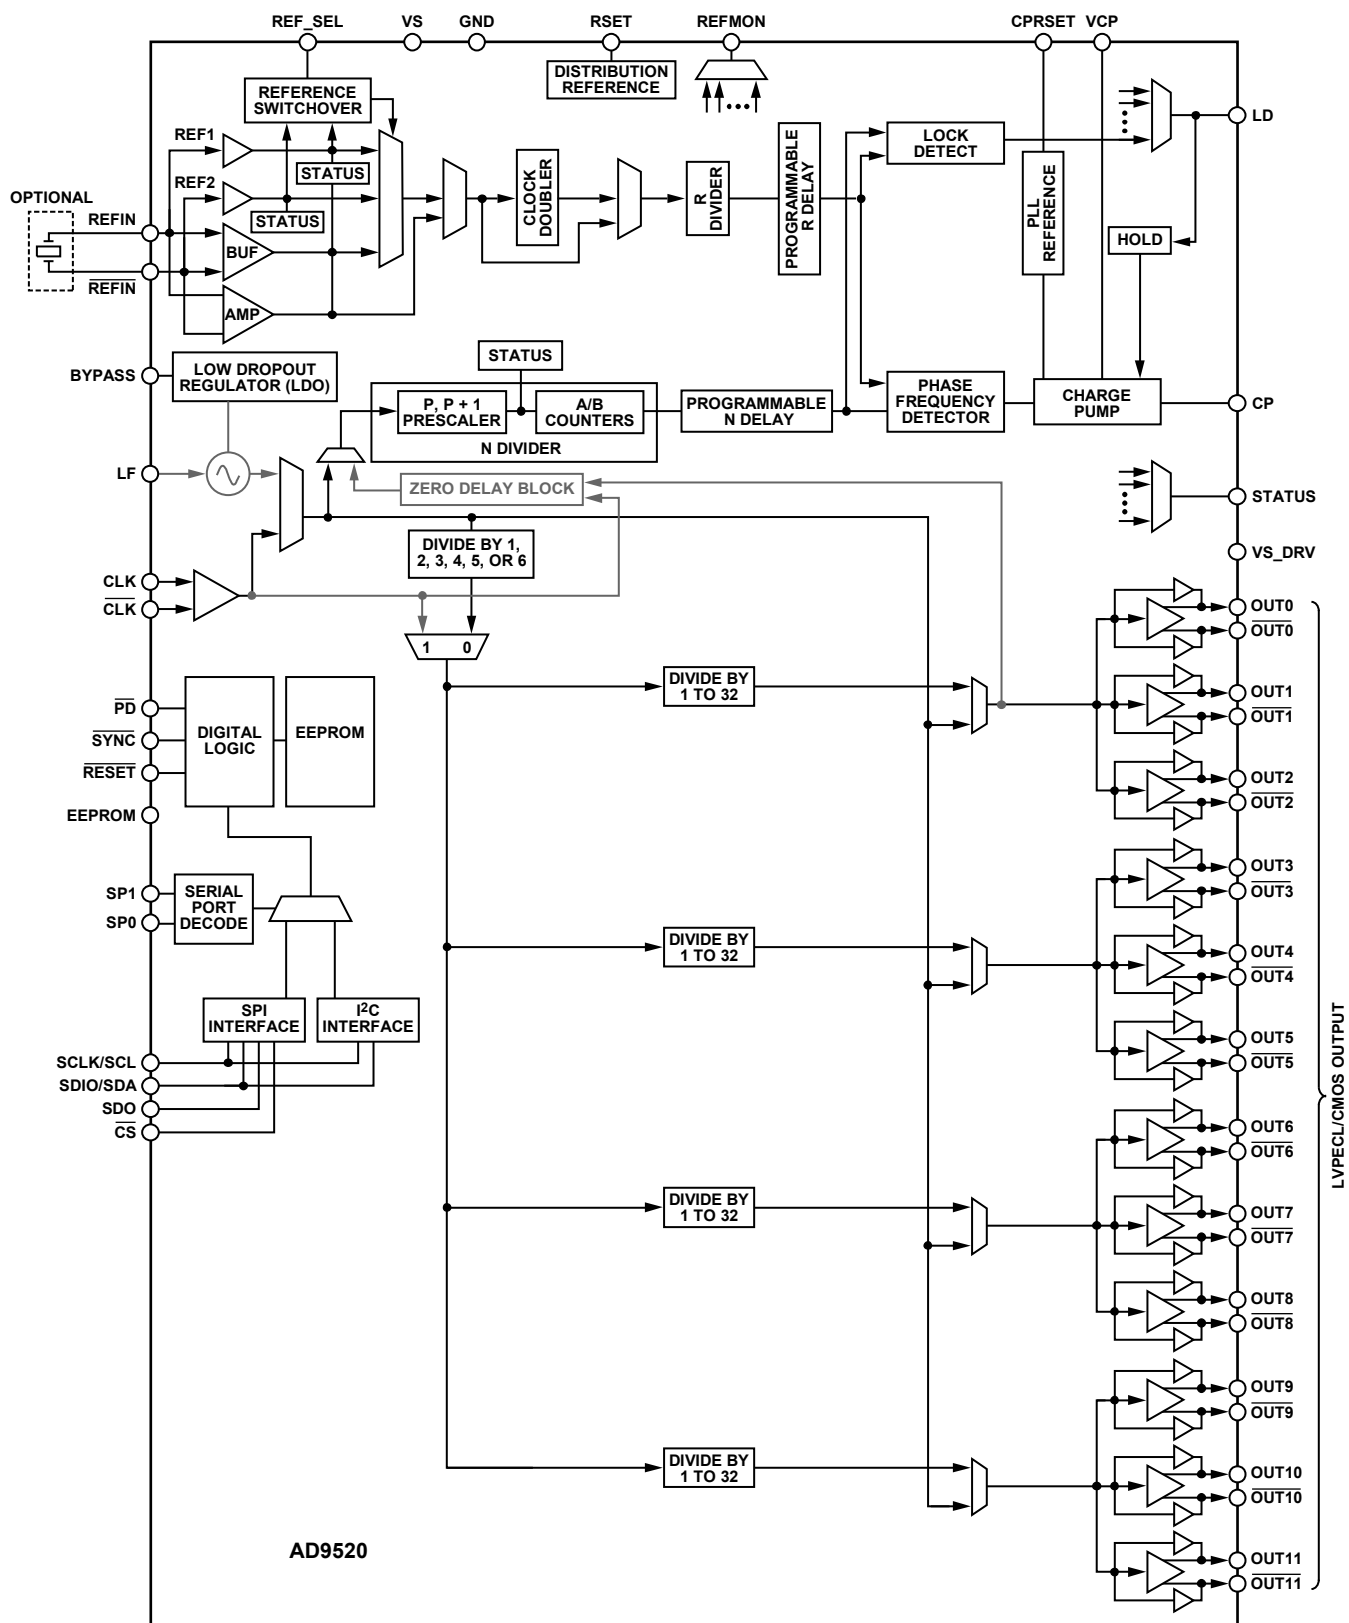 REF_SEL VS GND RSET REFMON CPRSET VCP
DISTRIBUTION
REFERENCE
REFERENCE
SWITCHOVER
REF1
REF2
STATUS
STATUS
OPTIONAL
REFIN
REFIN
BUF
AMP
CLOCK
DOUBLER
R
DIVIDER
PROGRAMMABLE
R DELAY
LOCK
DETECT
LD
PLL
REFERENCE
HOLD
BYPASS
LOW DROPOUT
REGULATOR (LDO)
STATUS
P, P + 1
PRESCALER
A/B
COUNTERS
N DIVIDER
PROGRAMMABLE
N DELAY
PHASE
FREQUENCY
DETECTOR
CHARGE
PUMP
CP
LF
ZERO DELAY BLOCK
STATUS
DIVIDE BY 1,
2, 3, 4, 5, OR 6
VS_DRV
CLK
CLK
1 0
OUT0
OUT0
DIVIDE BY
1 TO 32
OUT1
OUT1
OUT2
OUT2
PD
SYNC
RESET
DIGITAL
LOGIC
EEPROM
EEPROM
SP1
SP0
SERIAL
PORT
DECODE
OUT3
OUT3
DIVIDE BY
1 TO 32
OUT4
OUT4
OUT5
OUT5
SPI
INTERFACE
I²C
INTERFACE
SCLK/SCL
SDIO/SDA
SDO
CS
LVPECL/CMOS OUTPUT
OUT6
OUT6
DIVIDE BY
1 TO 32
OUT7
OUT7
OUT8
OUT8
OUT9
OUT9
DIVIDE BY
1 TO 32
OUT10
OUT10
OUT11
OUT11
AD9520